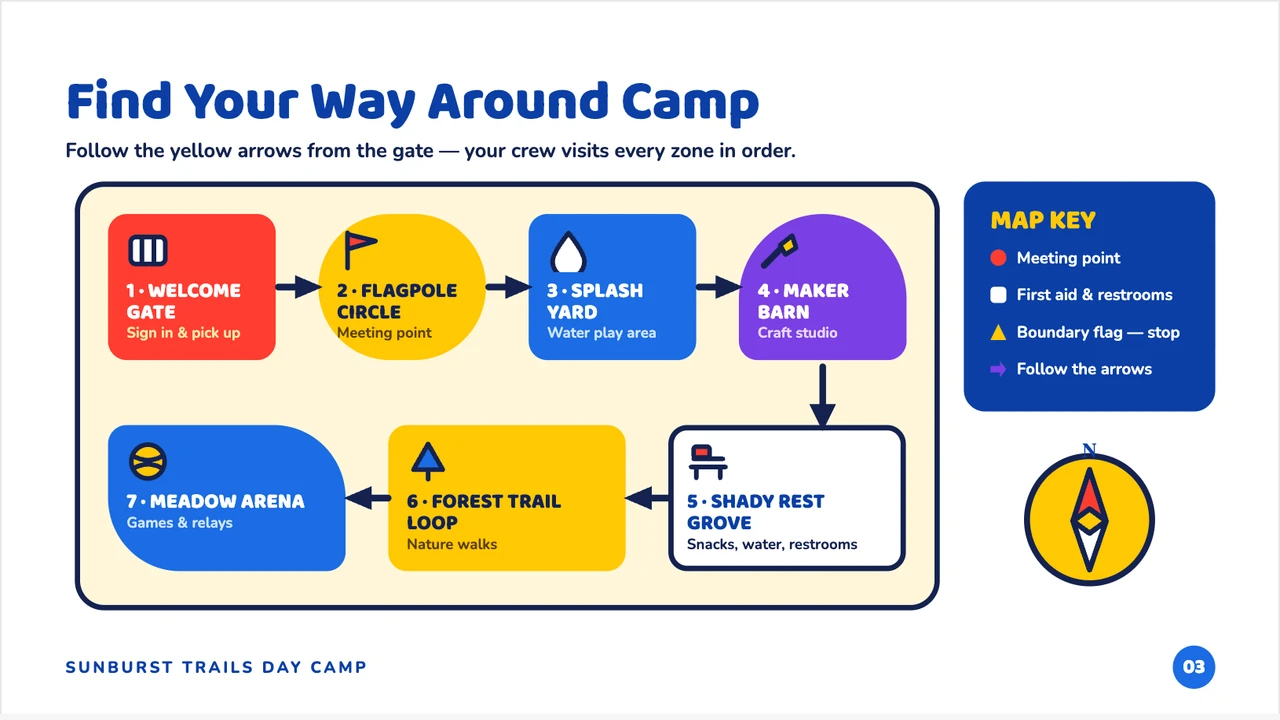 Find Your Way Around Camp
Follow the yellow arrows from the gate — your crew visits every zone in order.
1 · WELCOME
GATE
Sign in & pick up
2 · FLAGPOLE
CIRCLE
Meeting point
3 · SPLASH
YARD
Water play area
4 · MAKER
BARN
Craft studio
5 · SHADY REST
GROVE
Snacks, water, restrooms
6 · FOREST TRAIL
LOOP
Nature walks
7 · MEADOW ARENA
Games & relays
MAP KEY
Meeting point
First aid & restrooms
Boundary flag — stop
Follow the arrows
N
SUNBURST TRAILS DAY CAMP
03